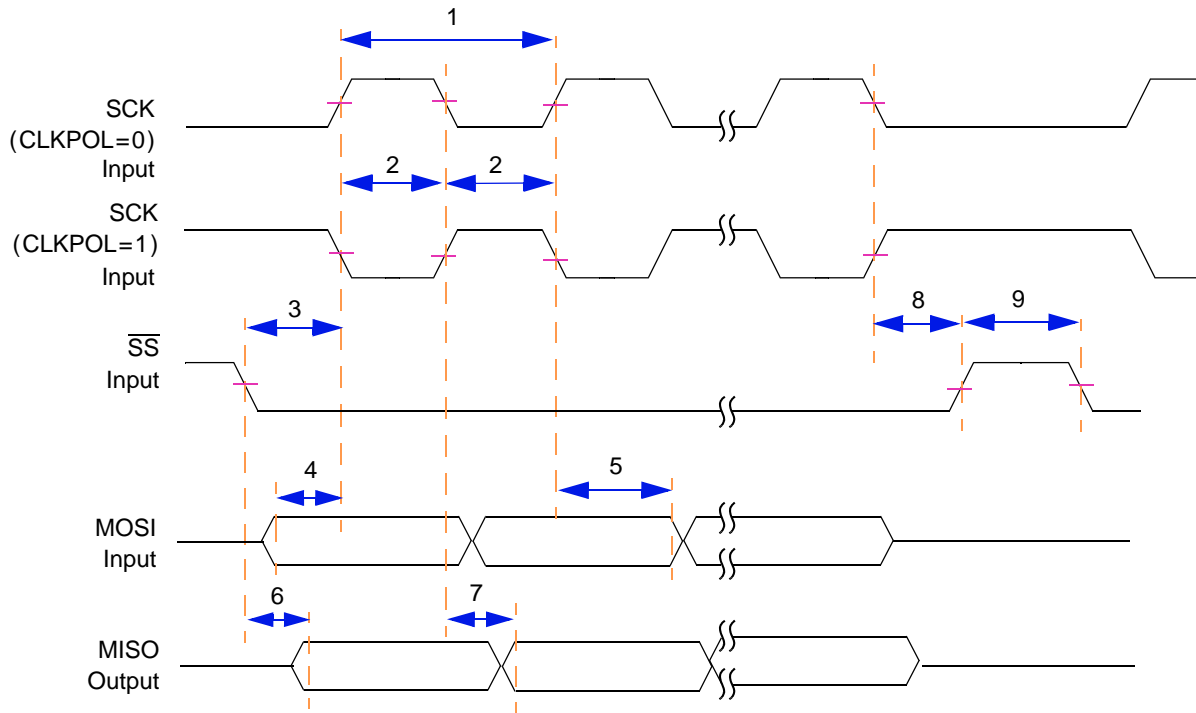 1
SCK
(CLKPOL=0)
Input
2 2
SCK
(CLKPOL=1)
Input
3 8 9
SS
Input
4 5
MOSI
Input
6 7
MISO
Output